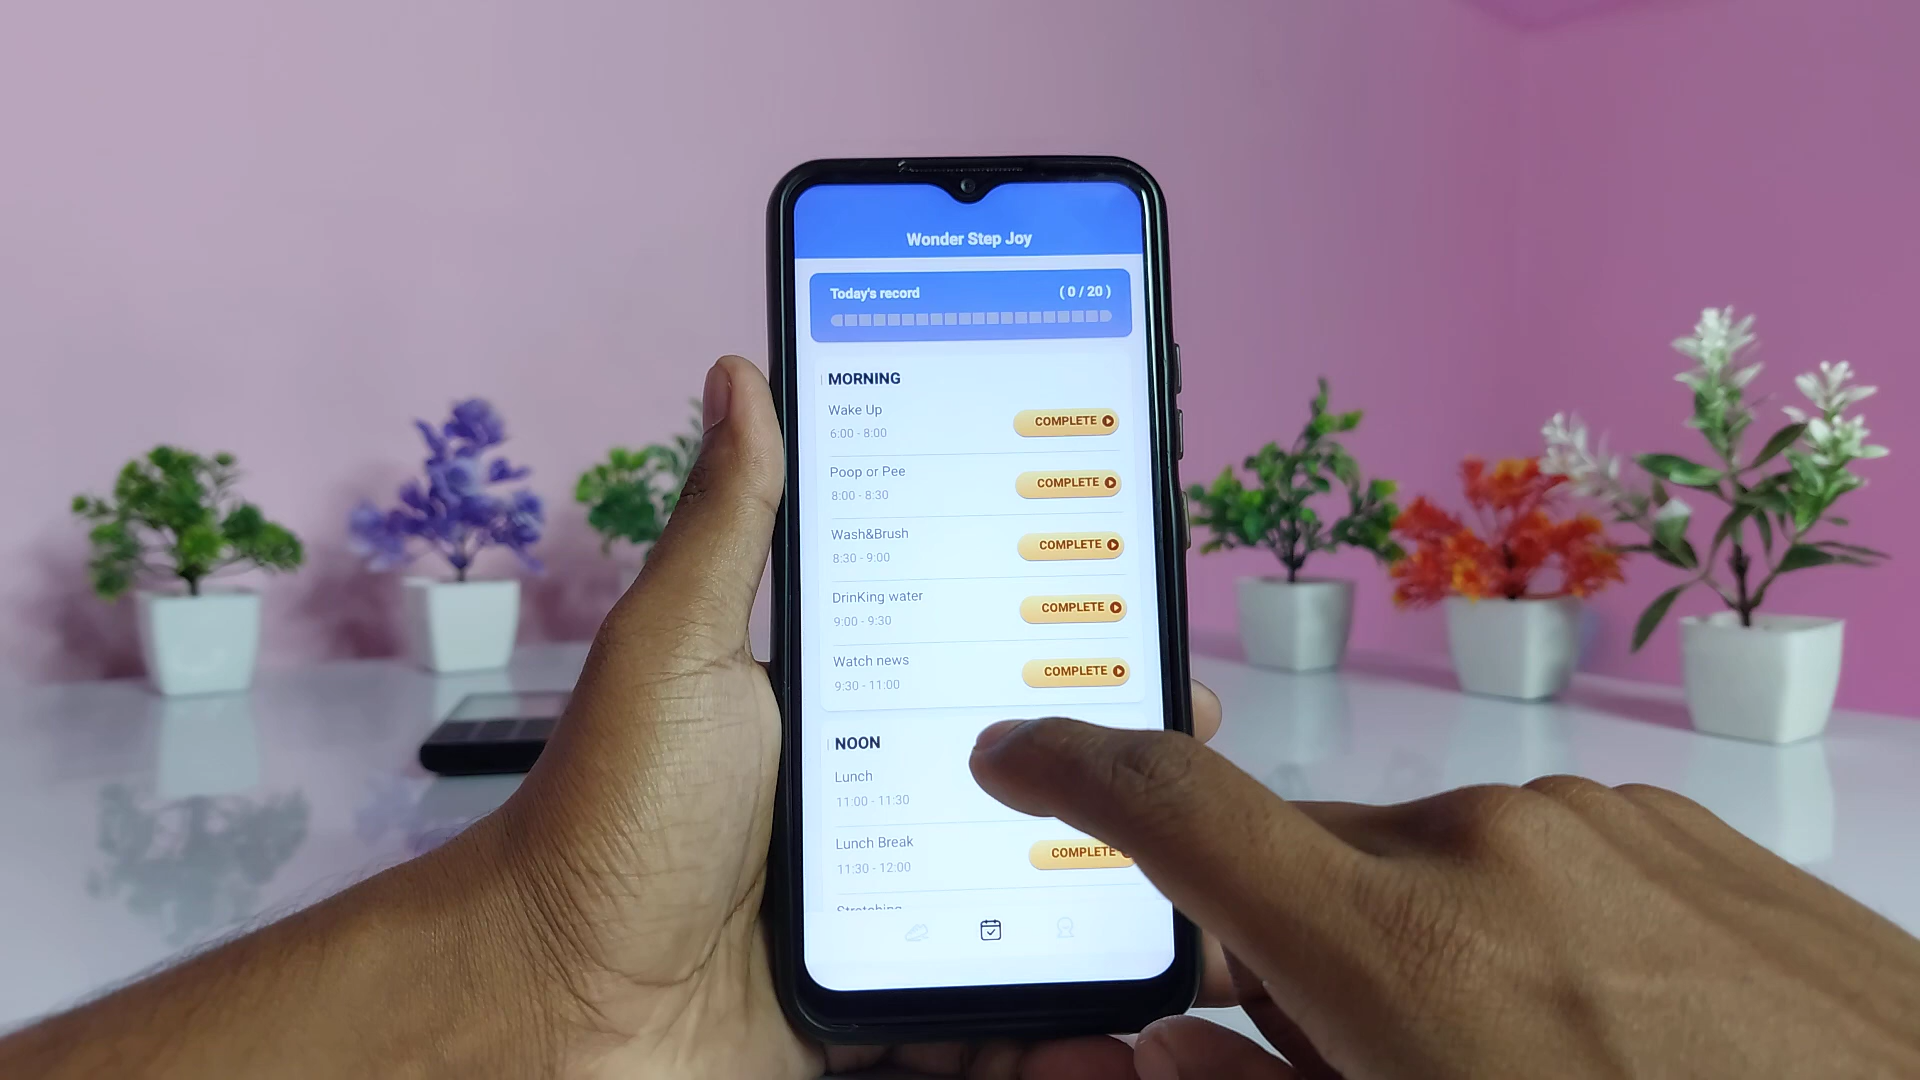 Wonder Step Joy
Today's record ( 0 / 20 )
MORNING
Wake Up
6:00 - 8:00
COMPLETE
Poop or Pee
8:00 - 8:30
COMPLETE
Wash&Brush
8:30 - 9:00
COMPLETE
DrinKing water
9:00 - 9:30
COMPLETE
Watch news
9:30 - 11:00
COMPLETE
NOON
Lunch
11:00 - 11:30
Lunch Break
11:30 - 12:00
COMPLETE